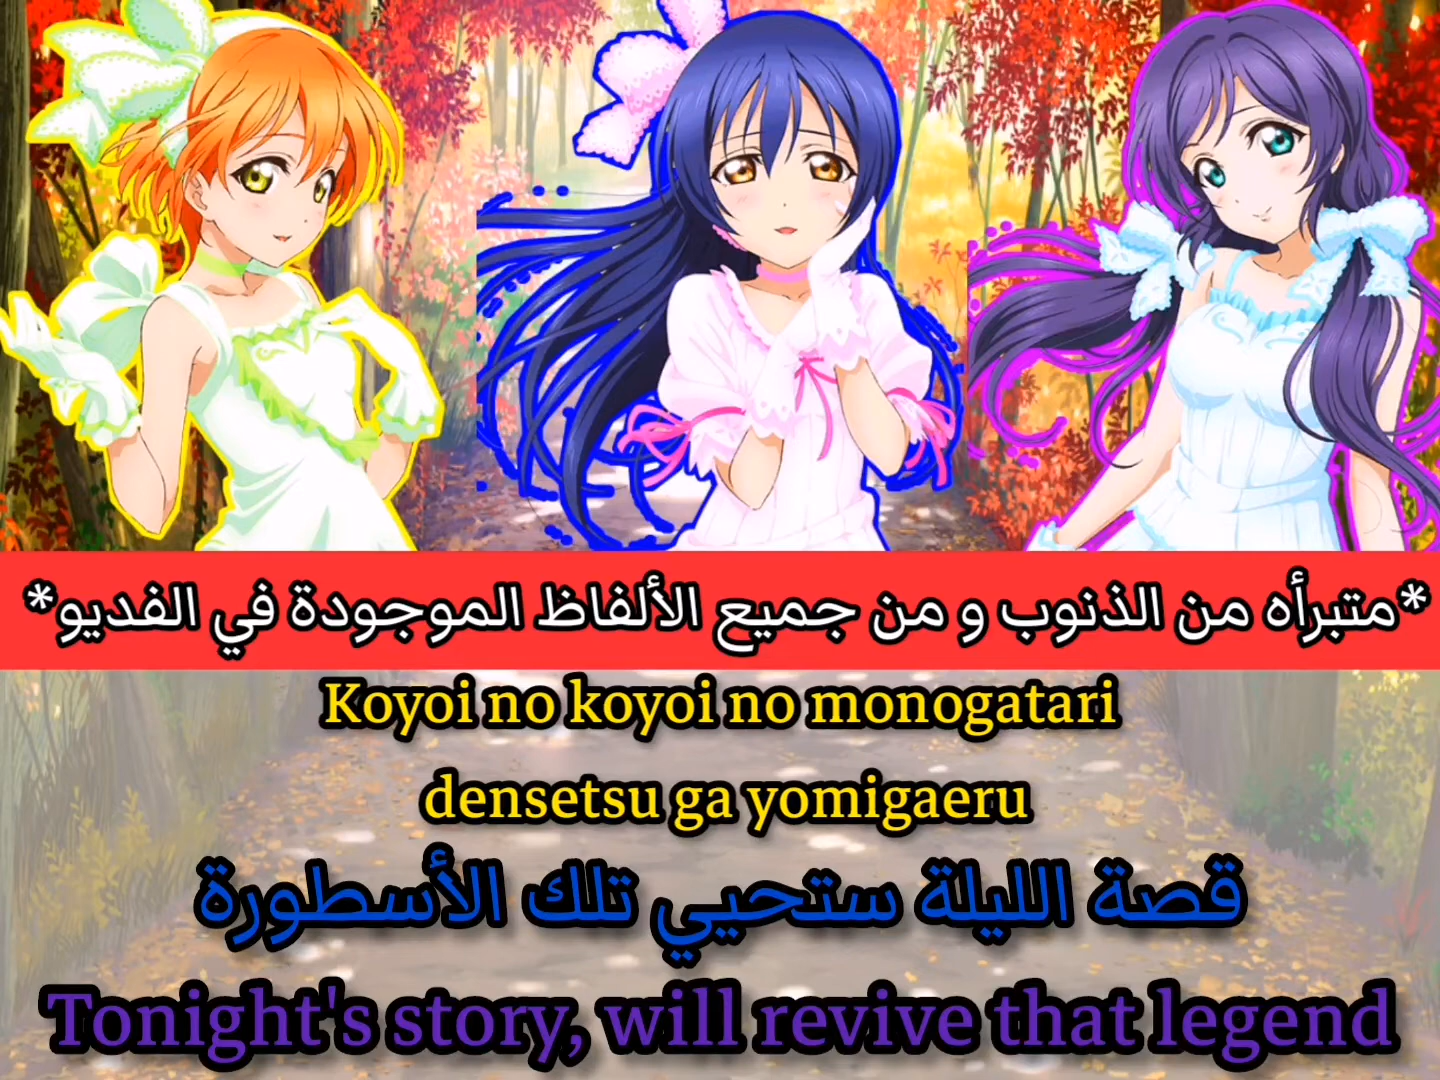 *متبرأه من الذنوب و من جميع الألفاظ الموجودة في الفديو*
Koyoi no koyoi no monogatari
densetsu ga yomigaeru
قصة الليلة ستحيي تلك الأسطورة
Tonight's story, will revive that legend